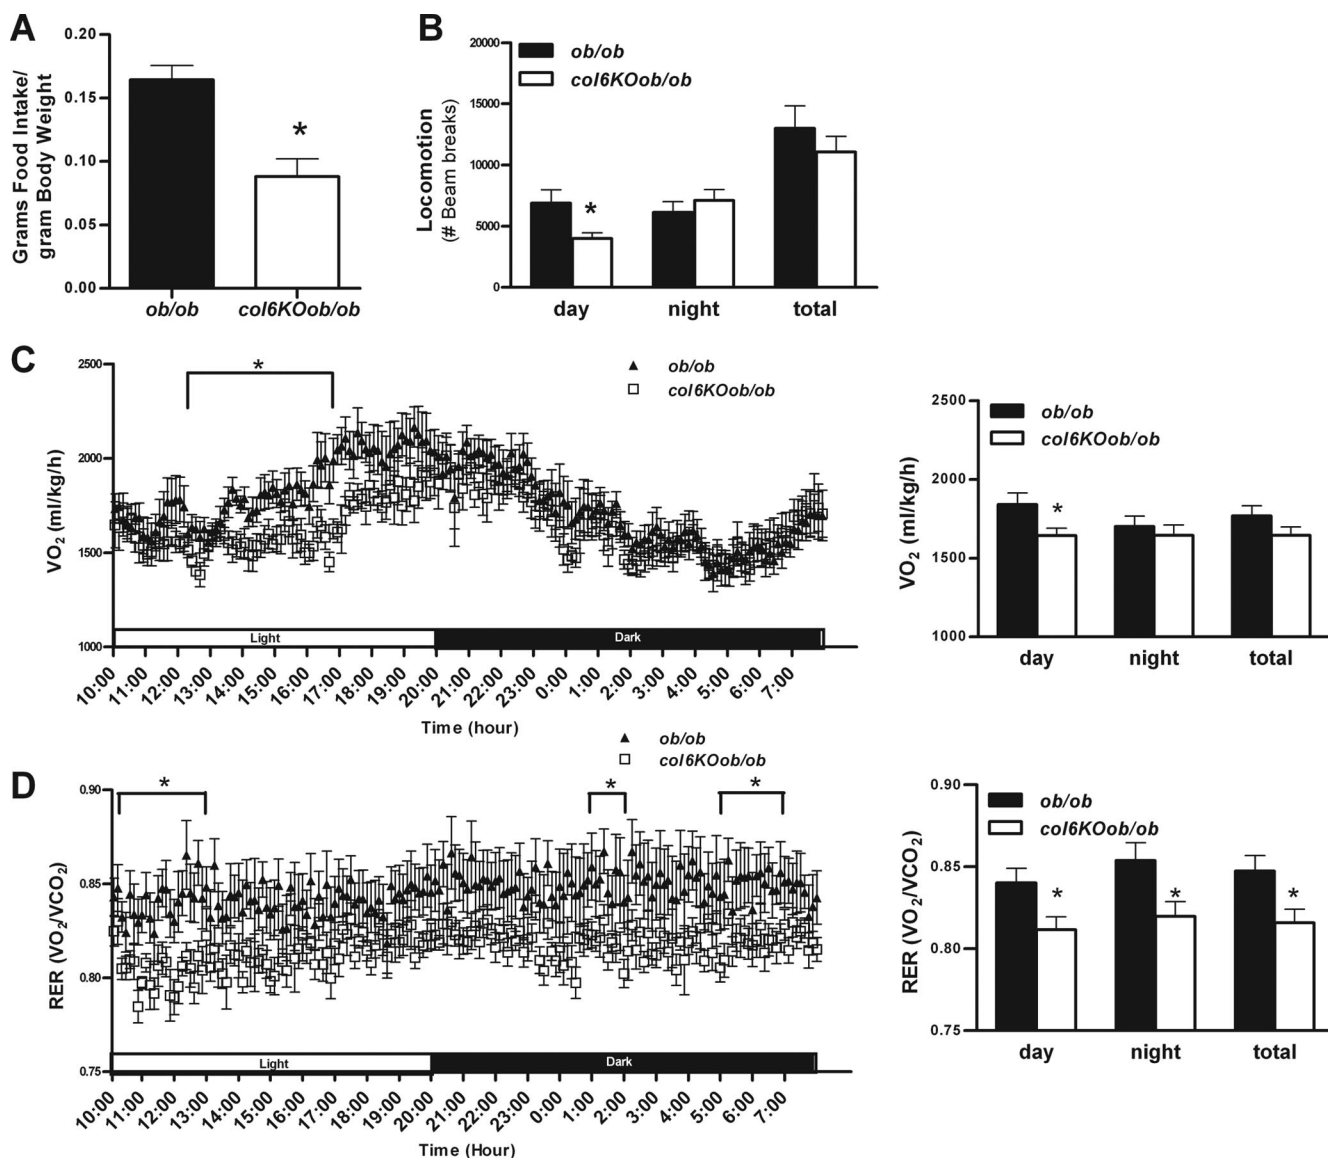 A
Grams Food Intake/
gram Body Weight
0.20
0.15
0.10
0.05
0.00
*
ob/ob
col6KOob/ob
B
Locomotion
(# Beam breaks)
20000
15000
10000
5000
0
ob/ob
col6KOob/ob
*
day
night
total
C
VO2 (ml/kg/h)
2500
2000
1500
1000
*
ob/ob
col6KOob/ob
Light
Dark
10:00
11:00
12:00
13:00
14:00
15:00
16:00
17:00
18:00
19:00
20:00
21:00
22:00
23:00
0:00
1:00
2:00
3:00
4:00
5:00
6:00
7:00
Time (hour)
VO2 (ml/kg/h)
2500
2000
1500
1000
ob/ob
col6KOob/ob
*
day
night
total
D
RER (VO2/VCO2)
0.90
0.85
0.80
0.75
ob/ob
col6KOob/ob
*
*
*
Light
Dark
10:00
11:00
12:00
13:00
14:00
15:00
16:00
17:00
18:00
19:00
20:00
21:00
22:00
23:00
0:00
1:00
2:00
3:00
4:00
5:00
6:00
7:00
Time (Hour)
RER (VO2/VCO2)
0.90
0.85
0.80
0.75
ob/ob
col6KOob/ob
*
*
*
day
night
total